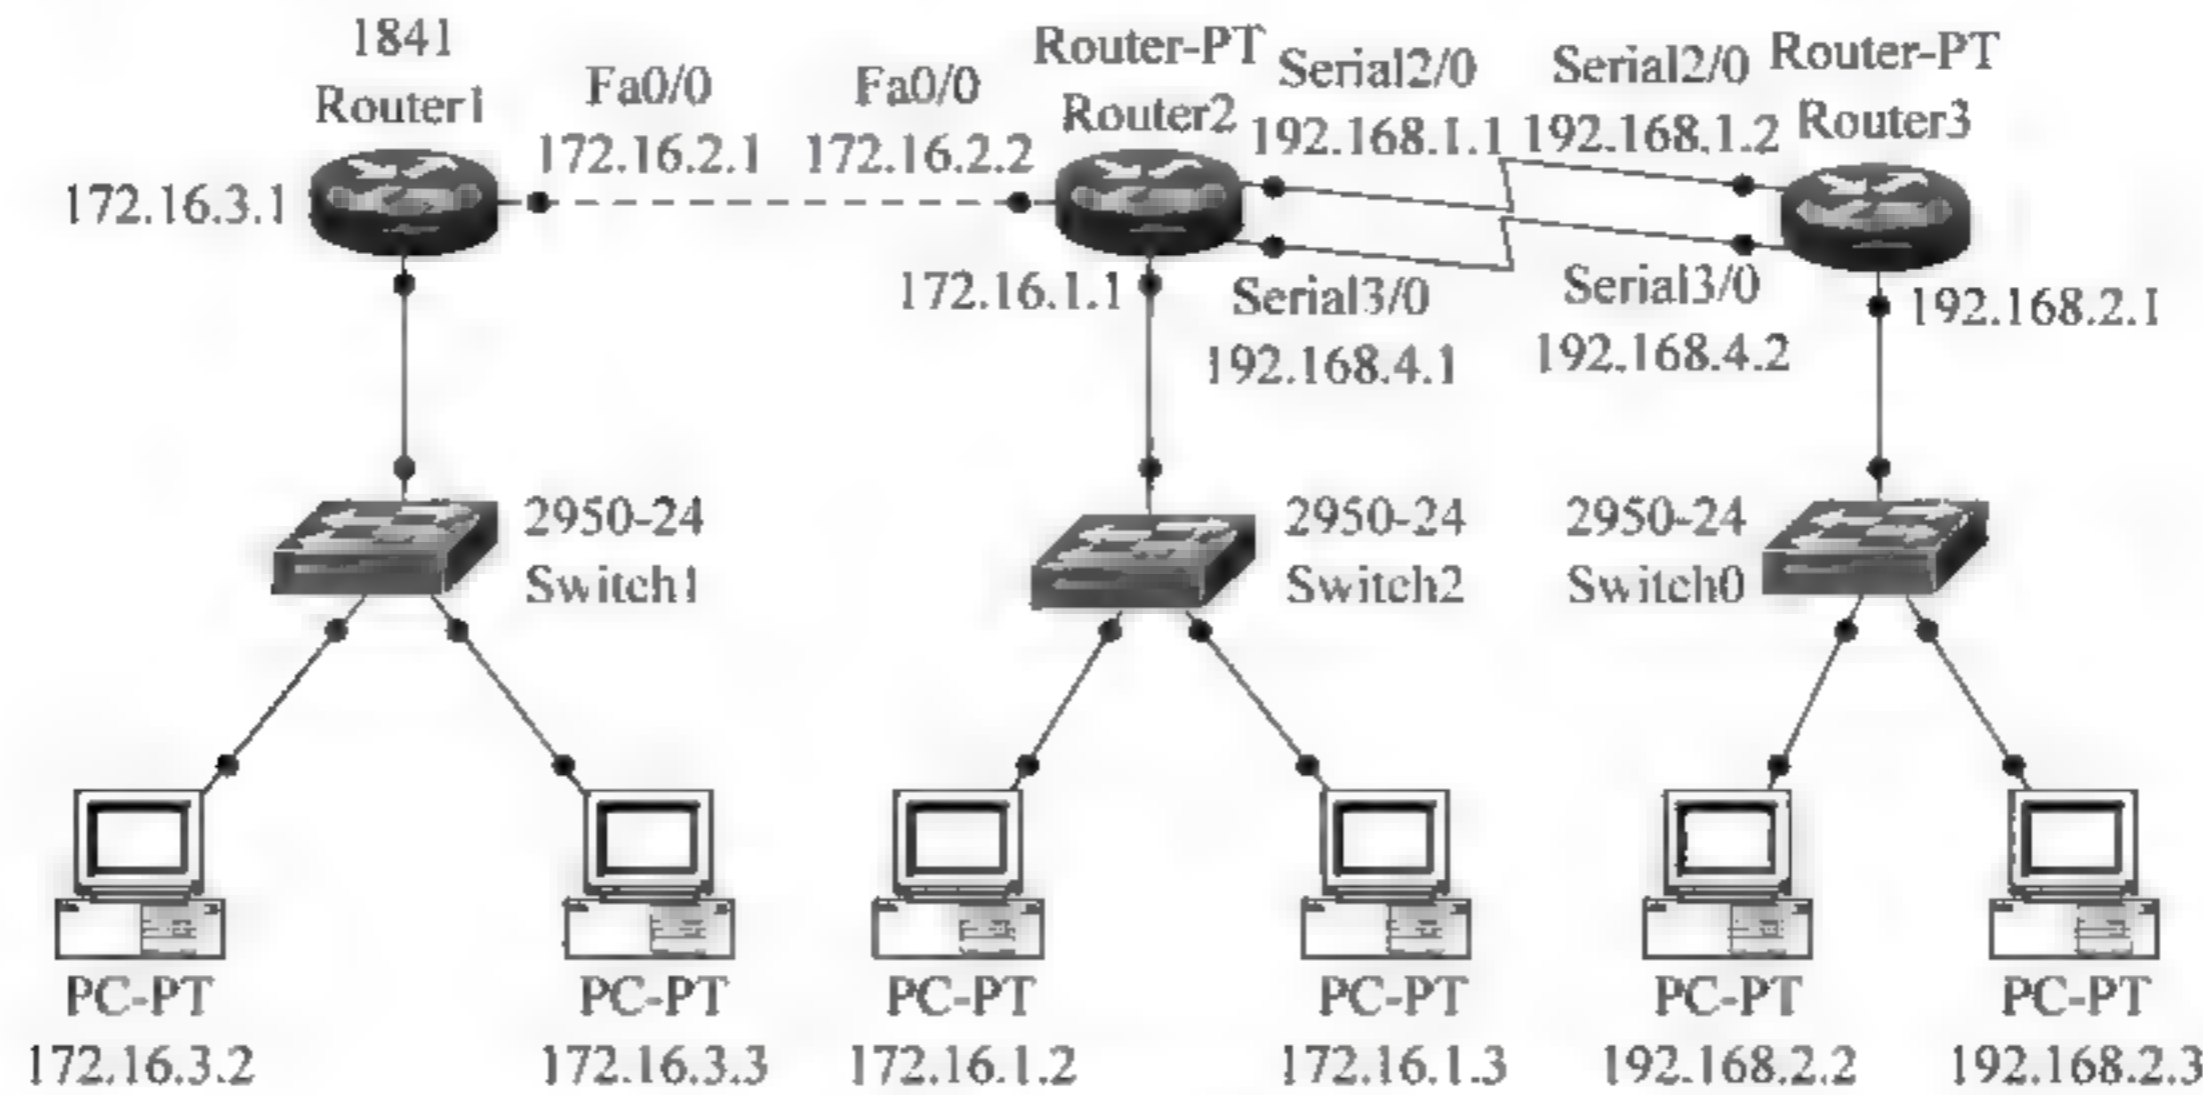 1841
Router1
Fa0/0
172.16.2.1
Fa0/0
172.16.2.2
Router-PT
Router2
Serial2/0
192.168.1.1
Serial2/0
192.168.1.2
Router-PT
Router3
172.16.3.1
172.16.1.1
Serial3/0
192.168.4.1
Serial3/0
192.168.4.2
192.168.2.1
2950-24
Switch1
2950-24
Switch2
2950-24
Switch0
PC-PT
172.16.3.2
PC-PT
172.16.3.3
PC-PT
172.16.1.2
PC-PT
172.16.1.3
PC-PT
192.168.2.2
PC-PT
192.168.2.3